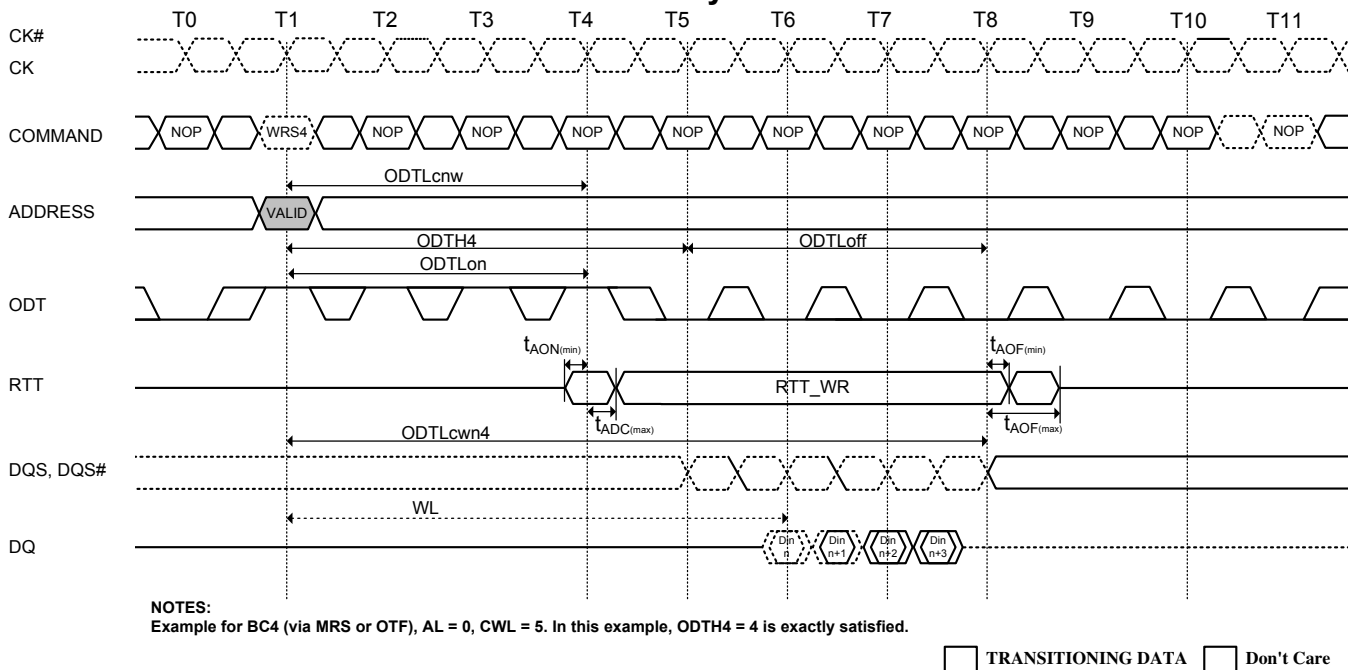 T0 T1 T2 T3 T4 T5 T6 T7 T8 T9 T10 T11
CK#
CK
COMMAND NOP WRS4 NOP NOP NOP NOP NOP NOP NOP NOP NOP NOP
ODTLcnw
ADDRESS VALID
ODTH4 ODTLoff
ODTLon
ODT
tAON(min) tAOF(min)
RTT RTT_WR
tADC(max) tAOF(max)
ODTLcwn4
DQS, DQS#
WL
DQ Din n Din n+1 Din n+2 Din n+3
NOTES:
Example for BC4 (via MRS or OTF), AL = 0, CWL = 5. In this example, ODTH4 = 4 is exactly satisfied.
TRANSITIONING DATA Don't Care